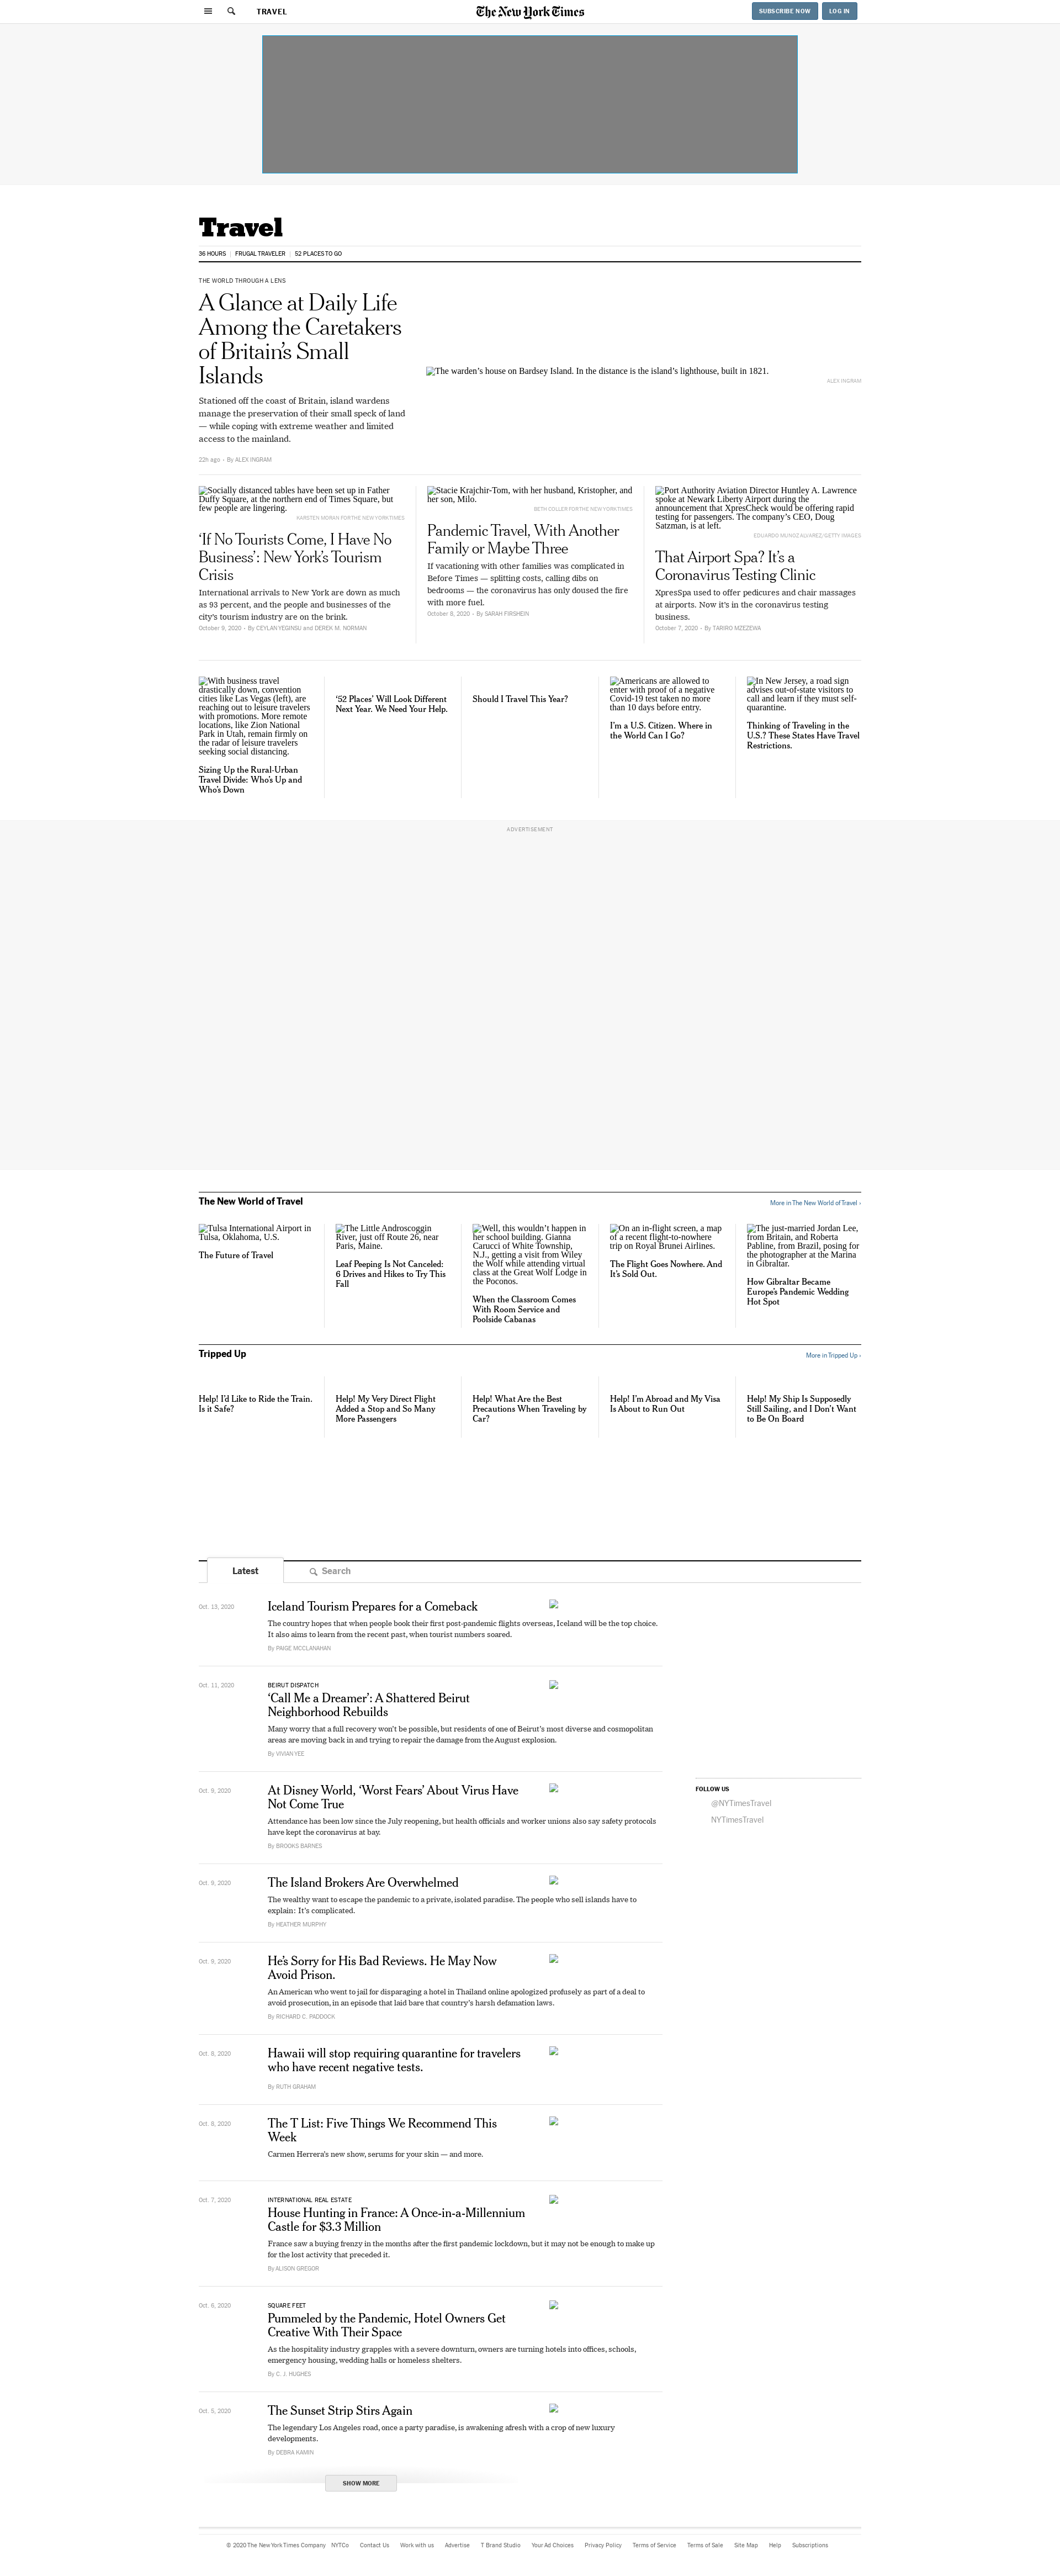 TRAVEL
The New York Times
SUBSCRIBE NOW
LOG IN
Travel
36 HOURS
FRUGAL TRAVELER
52 PLACES TO GO
THE WORLD THROUGH A LENS
A Glance at Daily Life
Among the Caretakers
of Britain's Small
Islands
Stationed off the coast of Britain, island wardens
manage the preservation of their small speck of land
— while coping with extreme weather and limited
access to the mainland.
22h ago · By ALEX INGRAM
The warden's house on Bardsey Island. In the distance is the island's lighthouse, built in 1821.
ALEX INGRAM
Socially distanced tables have been set up in Father
Duffy Square, at the northern end of Times Square, but
few people are lingering.
KARSTEN MORAN FOR THE NEW YORK TIMES
'If No Tourists Come, I Have No
Business': New York's Tourism
Crisis
International arrivals to New York are down as much
as 93 percent, and the people and businesses of the
city's tourism industry are on the brink.
October 9, 2020 · By CEYLAN YEGINSU and DEREK M. NORMAN
Stacie Krajchir-Tom, with her husband, Kristopher, and
her son, Milo.
BETH COLLER FOR THE NEW YORK TIMES
Pandemic Travel, With Another
Family or Maybe Three
If vacationing with other families was complicated in
Before Times — splitting costs, calling dibs on
bedrooms — the coronavirus has only doused the fire
with more fuel.
October 8, 2020 · By SARAH FIRSHEIN
Port Authority Aviation Director Huntley A. Lawrence
spoke at Newark Liberty Airport during the
announcement that XpresCheck would be offering rapid
testing for passengers. The company's CEO, Doug
Satzman, is at left.
EDUARDO MUNOZ ALVAREZ/GETTY IMAGES
That Airport Spa? It's a
Coronavirus Testing Clinic
XpresSpa used to offer pedicures and chair massages
at airports. Now it's in the coronavirus testing
business.
October 7, 2020 · By TARIRO MZEZEWA
With business travel
drastically down, convention
cities like Las Vegas (left), are
reaching out to leisure travelers
with promotions. More remote
locations, like Zion National
Park in Utah, remain firmly on
the radar of leisure travelers
seeking social distancing.
Sizing Up the Rural-Urban
Travel Divide: Who's Up and
Who's Down
'52 Places' Will Look Different
Next Year. We Need Your Help.
Should I Travel This Year?
Americans are allowed to
enter with proof of a negative
Covid-19 test taken no more
than 10 days before entry.
I'm a U.S. Citizen. Where in
the World Can I Go?
In New Jersey, a road sign
advises out-of-state visitors to
call and learn if they must self-
quarantine.
Thinking of Traveling in the
U.S.? These States Have Travel
Restrictions.
ADVERTISEMENT
The New World of Travel
More in The New World of Travel ›
Tulsa International Airport in
Tulsa, Oklahoma, U.S.
The Future of Travel
The Little Androscoggin
River, just off Route 26, near
Paris, Maine.
Leaf Peeping Is Not Canceled:
6 Drives and Hikes to Try This
Fall
Well, this wouldn't happen in
her school building. Gianna
Carucci of White Township,
N.J., getting a visit from Wiley
the Wolf while attending virtual
class at the Great Wolf Lodge in
the Poconos.
When the Classroom Comes
With Room Service and
Poolside Cabanas
On an in-flight screen, a map
of a recent flight-to-nowhere
trip on Royal Brunei Airlines.
The Flight Goes Nowhere. And
It's Sold Out.
The just-married Jordan Lee,
from Britain, and Roberta
Pabline, from Brazil, posing for
the photographer at the Marina
in Gibraltar.
How Gibraltar Became
Europe's Pandemic Wedding
Hot Spot
Tripped Up
More in Tripped Up ›
Help! I'd Like to Ride the Train.
Is it Safe?
Help! My Very Direct Flight
Added a Stop and So Many
More Passengers
Help! What Are the Best
Precautions When Traveling by
Car?
Help! I'm Abroad and My Visa
Is About to Run Out
Help! My Ship Is Supposedly
Still Sailing, and I Don't Want
to Be On Board
Latest
Search
Oct. 13, 2020
Iceland Tourism Prepares for a Comeback
The country hopes that when people book their first post-pandemic flights overseas, Iceland will be the top choice.
It also aims to learn from the recent past, when tourist numbers soared.
By PAIGE MCCLANAHAN
Oct. 11, 2020
BEIRUT DISPATCH
'Call Me a Dreamer': A Shattered Beirut
Neighborhood Rebuilds
Many worry that a full recovery won't be possible, but residents of one of Beirut's most diverse and cosmopolitan
areas are moving back in and trying to repair the damage from the August explosion.
By VIVIAN YEE
Oct. 9, 2020
At Disney World, 'Worst Fears' About Virus Have
Not Come True
Attendance has been low since the July reopening, but health officials and worker unions also say safety protocols
have kept the coronavirus at bay.
By BROOKS BARNES
FOLLOW US
@NYTimesTravel
NYTimesTravel
Oct. 9, 2020
The Island Brokers Are Overwhelmed
The wealthy want to escape the pandemic to a private, isolated paradise. The people who sell islands have to
explain: It's complicated.
By HEATHER MURPHY
Oct. 9, 2020
He's Sorry for His Bad Reviews. He May Now
Avoid Prison.
An American who went to jail for disparaging a hotel in Thailand online apologized profusely as part of a deal to
avoid prosecution, in an episode that laid bare that country's harsh defamation laws.
By RICHARD C. PADDOCK
Oct. 8, 2020
Hawaii will stop requiring quarantine for travelers
who have recent negative tests.
By RUTH GRAHAM
Oct. 8, 2020
The T List: Five Things We Recommend This
Week
Carmen Herrera's new show, serums for your skin — and more.
Oct. 7, 2020
INTERNATIONAL REAL ESTATE
House Hunting in France: A Once-in-a-Millennium
Castle for $3.3 Million
France saw a buying frenzy in the months after the first pandemic lockdown, but it may not be enough to make up
for the lost activity that preceded it.
By ALISON GREGOR
Oct. 6, 2020
SQUARE FEET
Pummeled by the Pandemic, Hotel Owners Get
Creative With Their Space
As the hospitality industry grapples with a severe downturn, owners are turning hotels into offices, schools,
emergency housing, wedding halls or homeless shelters.
By C. J. HUGHES
Oct. 5, 2020
The Sunset Strip Stirs Again
The legendary Los Angeles road, once a party paradise, is awakening afresh with a crop of new luxury
developments.
By DEBRA KAMIN
SHOW MORE
© 2020 The New York Times Company NYTCo Contact Us Work with us Advertise T Brand Studio Your Ad Choices Privacy Policy Terms of Service Terms of Sale Site Map Help Subscriptions